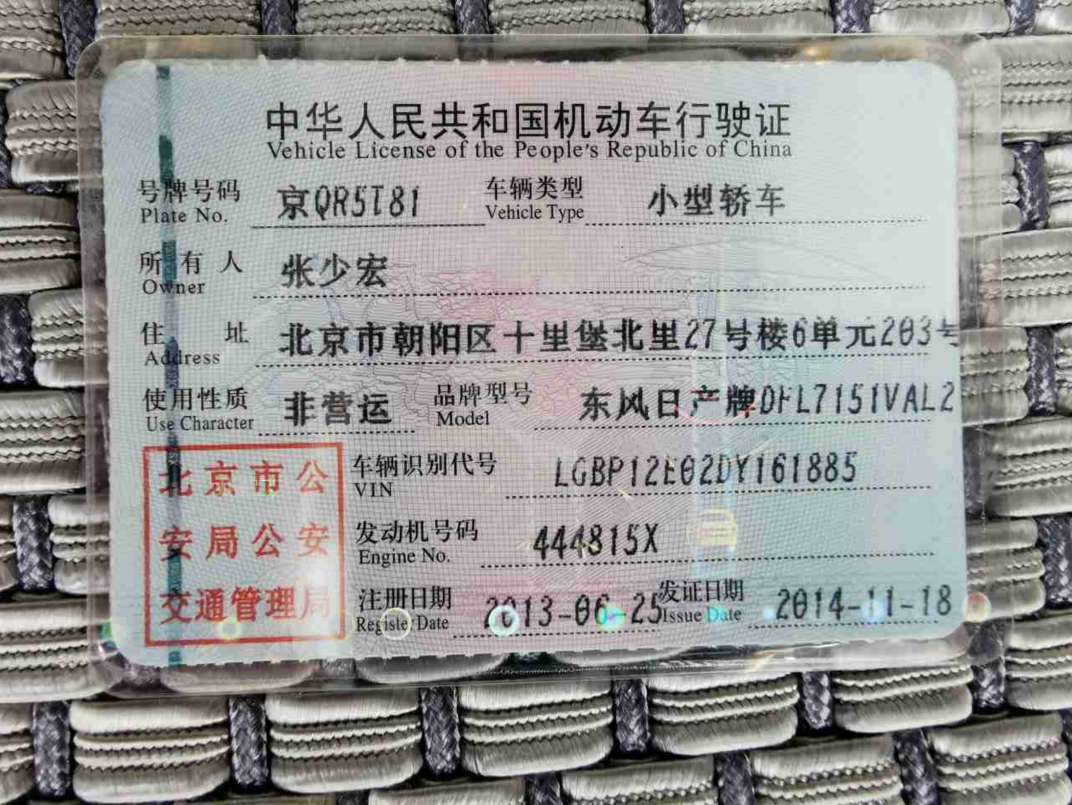 中华人民共和国机动车行驶证
Vehicle License of the People's Republic of China
号牌号码 京QR5T81 车辆类型 小型轿车
Plate No. Vehicle Type
所有人 张少宏
Owner
住址 北京市朝阳区十里堡北里27号楼6单元203号
Address
使用性质 非营运 品牌型号 东风日产牌DFL7151VAL2
Use Character Model
北京市公 车辆识别代号 LGBP12E02DY161885
VIN
安局公安 发动机号码 444815X
Engine No.
交通管理局 注册日期 2013-06-25 发证日期 2014-11-18
Register Date Issue Date